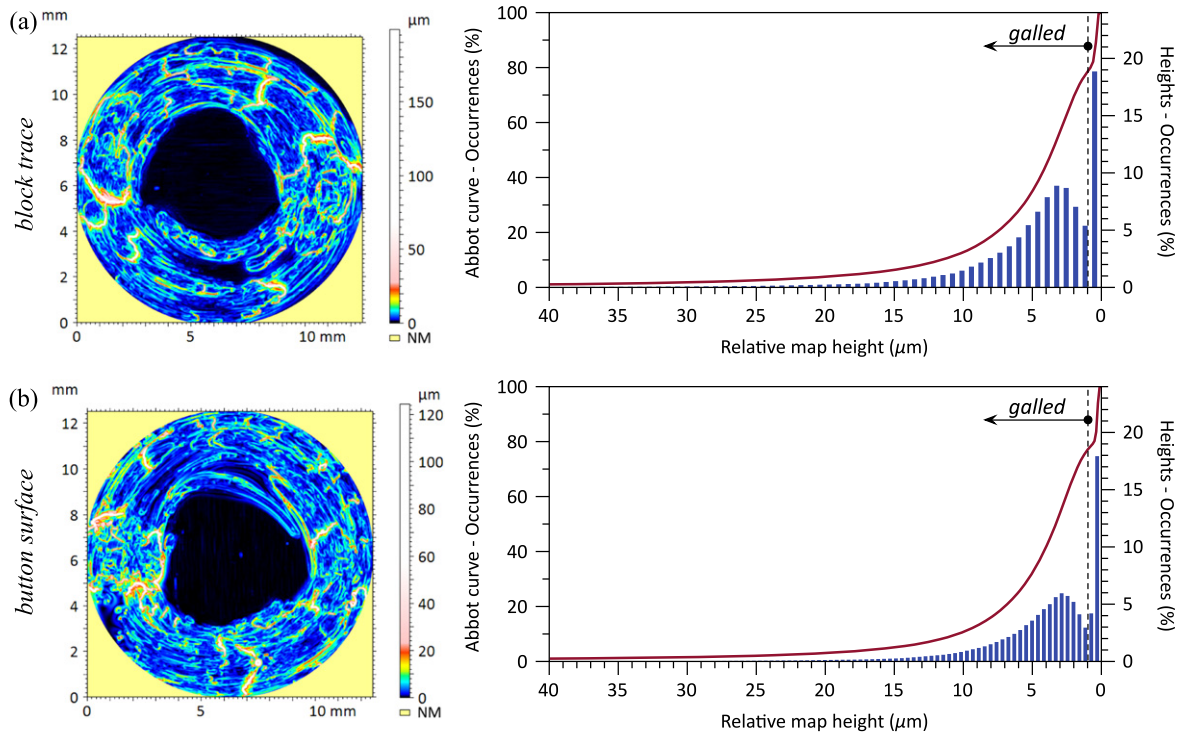 (a)
mm
12
10
8
6
4
2
0
0 5 10 mm
block trace
µm
150
100
50
0
NM
Abbot curve - Occurrences (%)
100
80
60
40
20
0
galled
20
15
10
5
0
Heights - Occurrences (%)
40 35 30 25 20 15 10 5 0
Relative map height (µm)
(b)
mm
12
10
8
6
4
2
0
0 5 10 mm
button surface
µm
120
100
80
60
40
20
0
NM
Abbot curve - Occurrences (%)
100
80
60
40
20
0
galled
20
15
10
5
0
Heights - Occurrences (%)
40 35 30 25 20 15 10 5 0
Relative map height (µm)